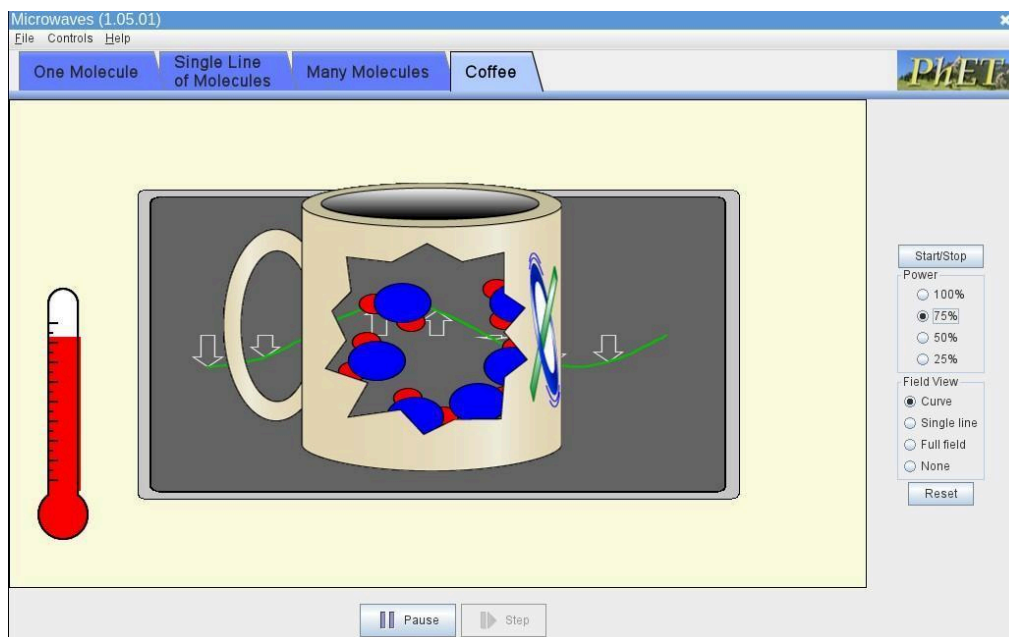 Microwaves (1.05.01)
File Controls Help
One Molecule
Single Line
of Molecules
Many Molecules
Coffee
PhET
Start/Stop
Power
100%
75%
50%
25%
Field View
Curve
Single line
Full field
None
Reset
Pause
Step